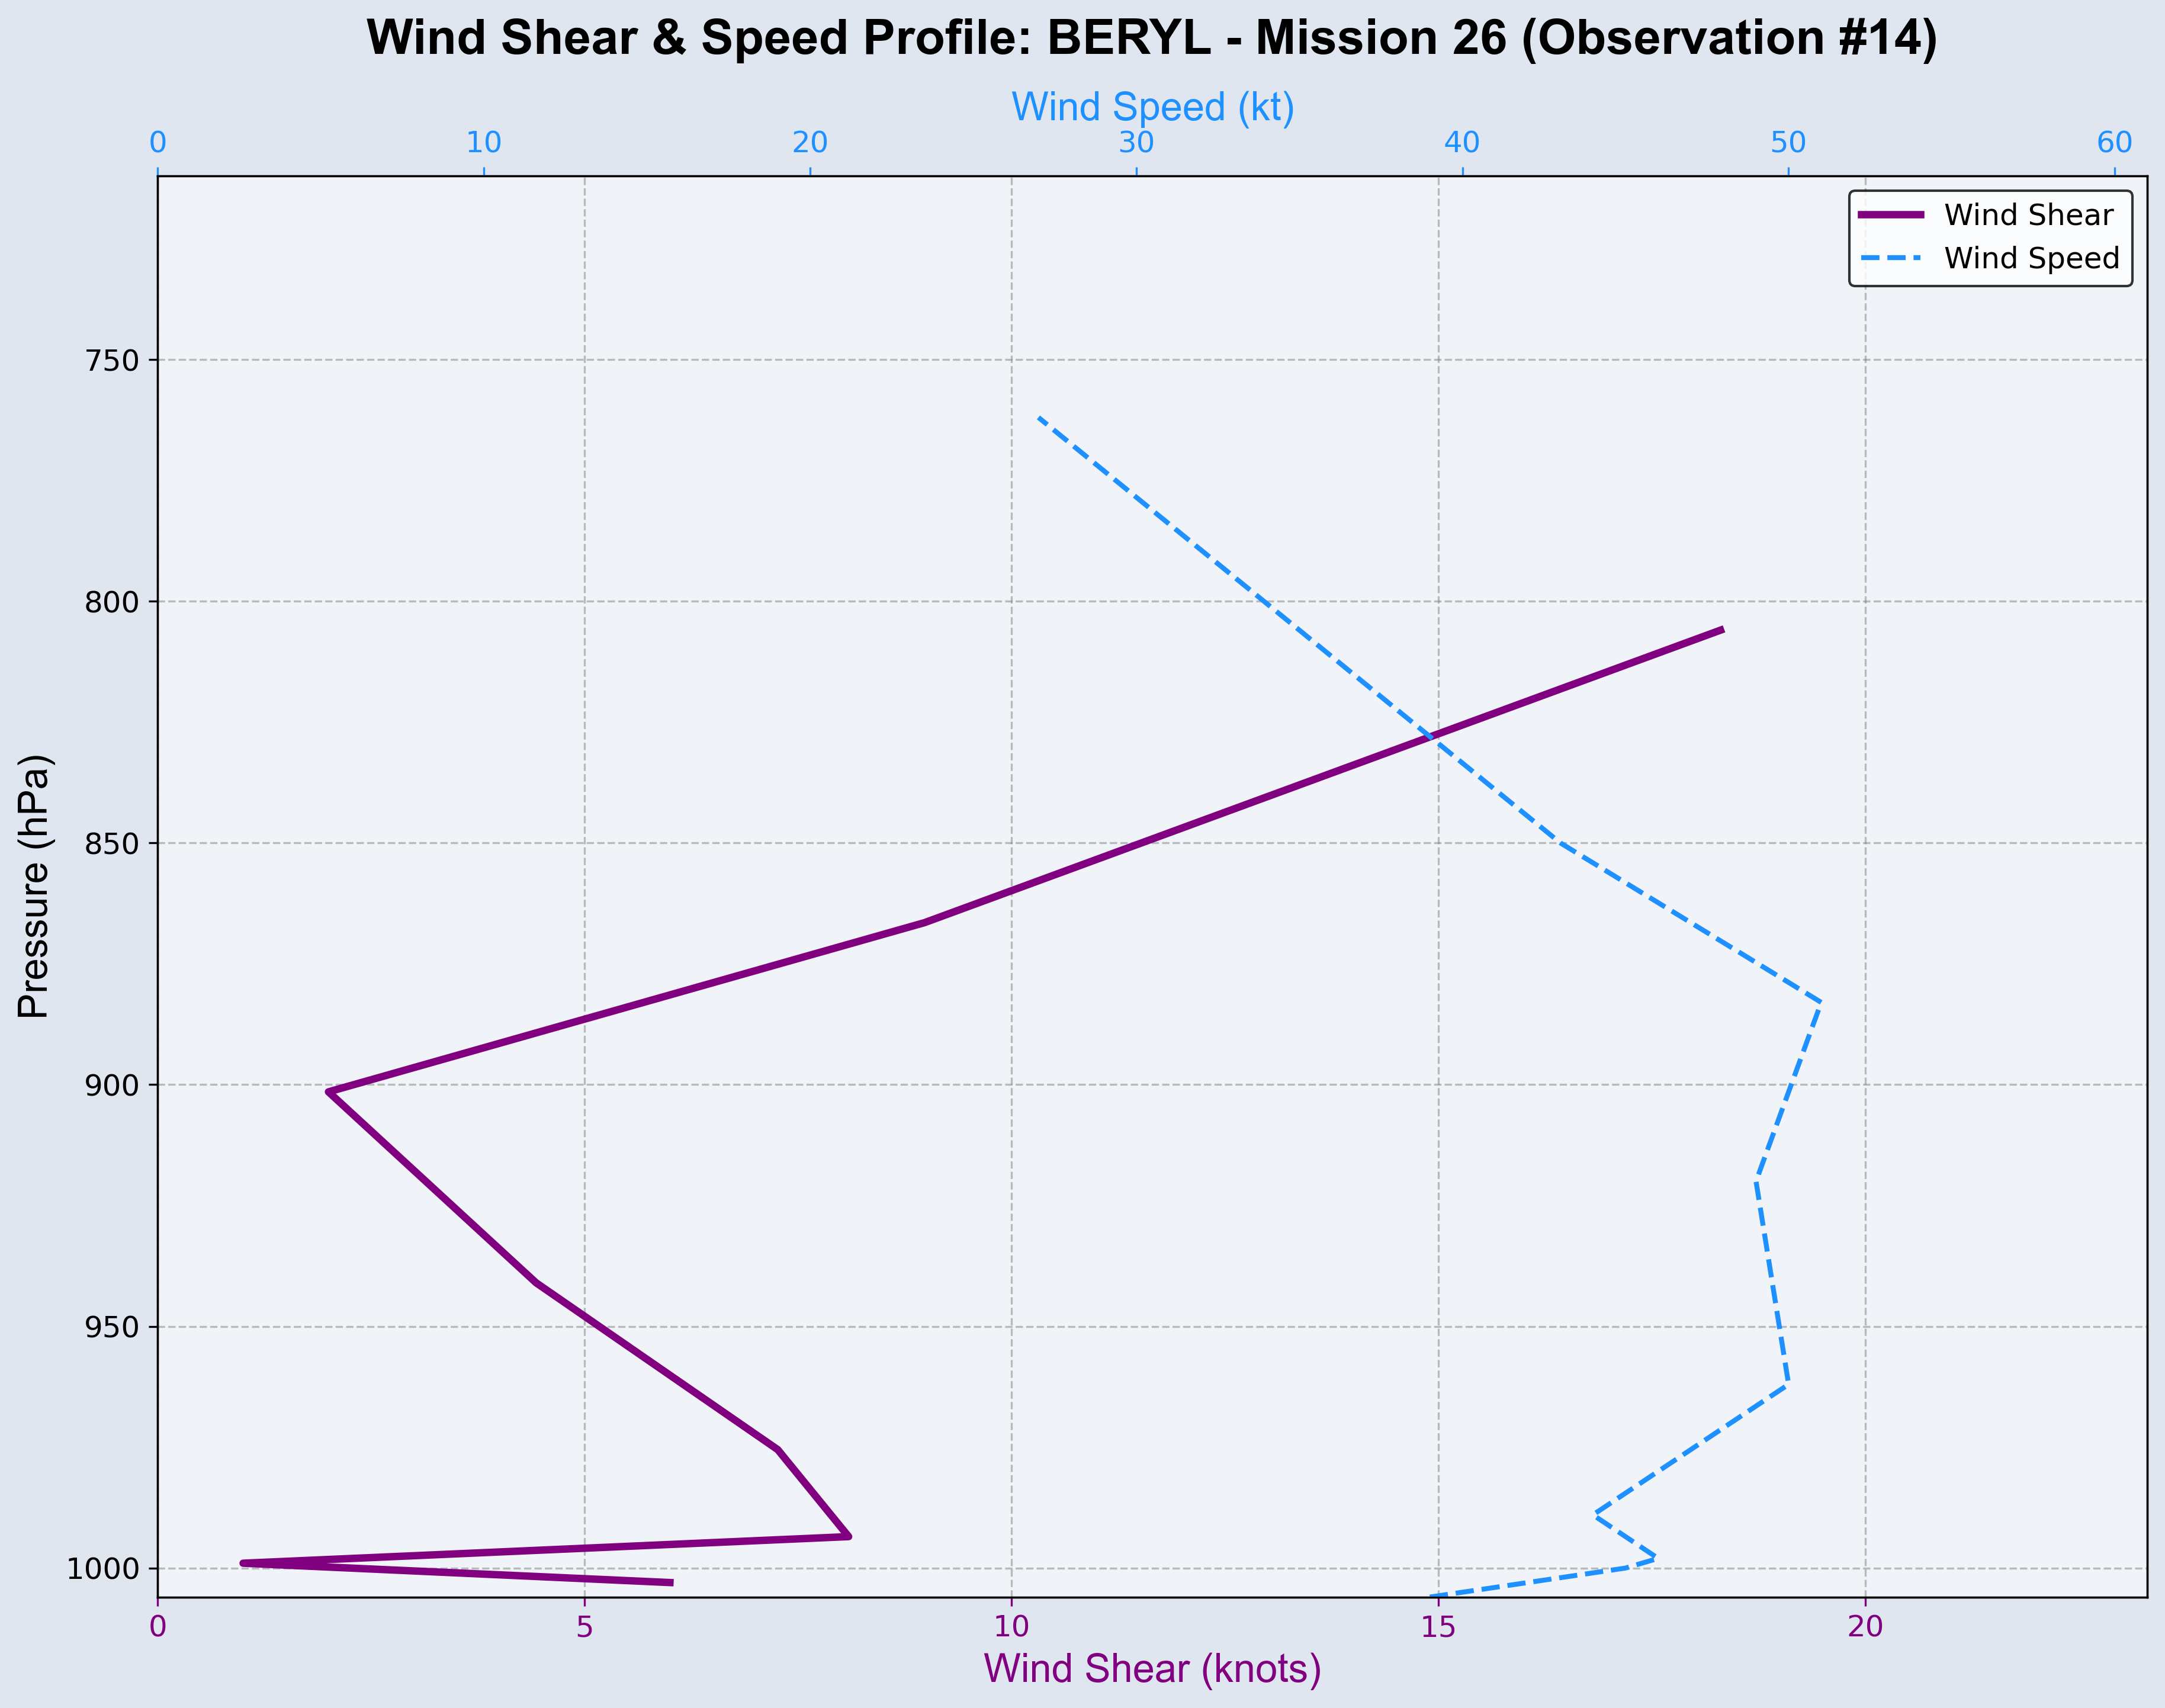 Wind Shear & Speed Profile: BERYL - Mission 26 (Observation #14)
Wind Speed (kt)
0 10 20 30 40 50 60
Wind Shear
Wind Speed
750
800
850
900
950
1000
Pressure (hPa)
0 5 10 15 20
Wind Shear (knots)